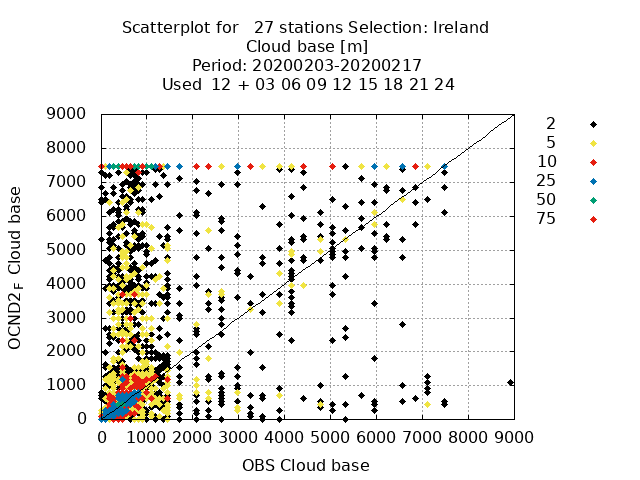 Scatterplot for   27 stations Selection: Ireland
Cloud base [m]
Period: 20200203-20200217
Used  12 + 03 06 09 12 15 18 21 24
9000
8000
7000
6000
5000
4000
3000
2000
1000
0
0 1000 2000 3000 4000 5000 6000 7000 8000 9000
OCND2F Cloud base
OBS Cloud base
2
5
10
25
50
75